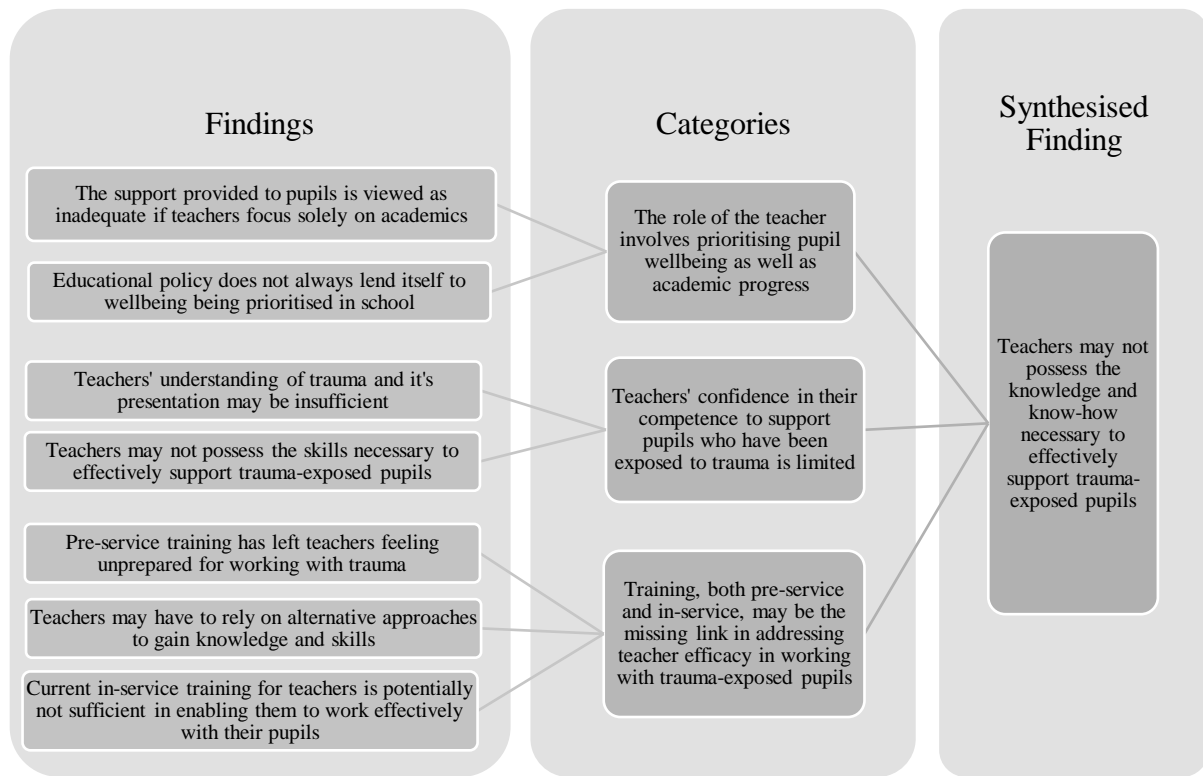 Findings
The support provided to pupils is viewed as
inadequate if teachers focus solely on academics
Educational policy does not always lend itself to
wellbeing being prioritised in school
Teachers' understanding of trauma and it's
presentation may be insufficient
Teachers may not possess the skills necessary to
effectively support trauma-exposed pupils
Pre-service training has left teachers feeling
unprepared for working with trauma
Teachers may have to rely on alternative approaches
to gain knowledge and skills
Current in-service training for teachers is potentially
not sufficient in enabling them to work effectively
with their pupils
Categories
The role of the teacher
involves prioritising pupil
wellbeing as well as
academic progress
Teachers' confidence in their
competence to support
pupils who have been
exposed to trauma is limited
Training, both pre-service
and in-service, may be the
missing link in addressing
teacher efficacy in working
with trauma-exposed pupils
Synthesised
Finding
Teachers may not
possess the
knowledge and
know-how
necessary to
effectively
support trauma-
exposed pupils